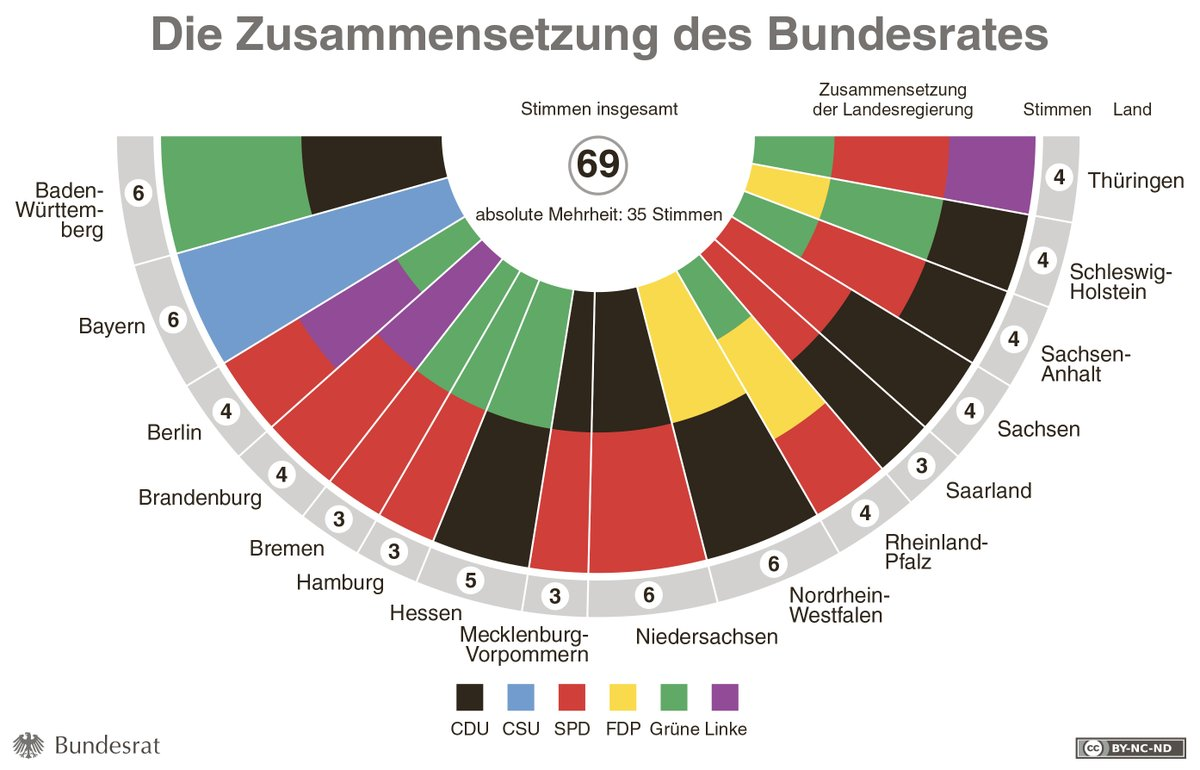 Die Zusammensetzung des Bundesrates
Stimmen insgesamt
69
absolute Mehrheit: 35 Stimmen
Zusammensetzung
der Landesregierung
Stimmen
Land
6
Baden-
Württem-
berg
6
Bayern
4
Berlin
4
Brandenburg
3
Bremen
3
Hamburg
5
Hessen
3
Mecklenburg-
Vorpommern
6
Niedersachsen
6
Nordrhein-
Westfalen
4
Rheinland-
Pfalz
3
Saarland
4
Sachsen
4
Sachsen-
Anhalt
4
Schleswig-
Holstein
4
Thüringen
CDU
CSU
SPD
FDP
Grüne
Linke
Bundesrat
cc BY-NC-ND